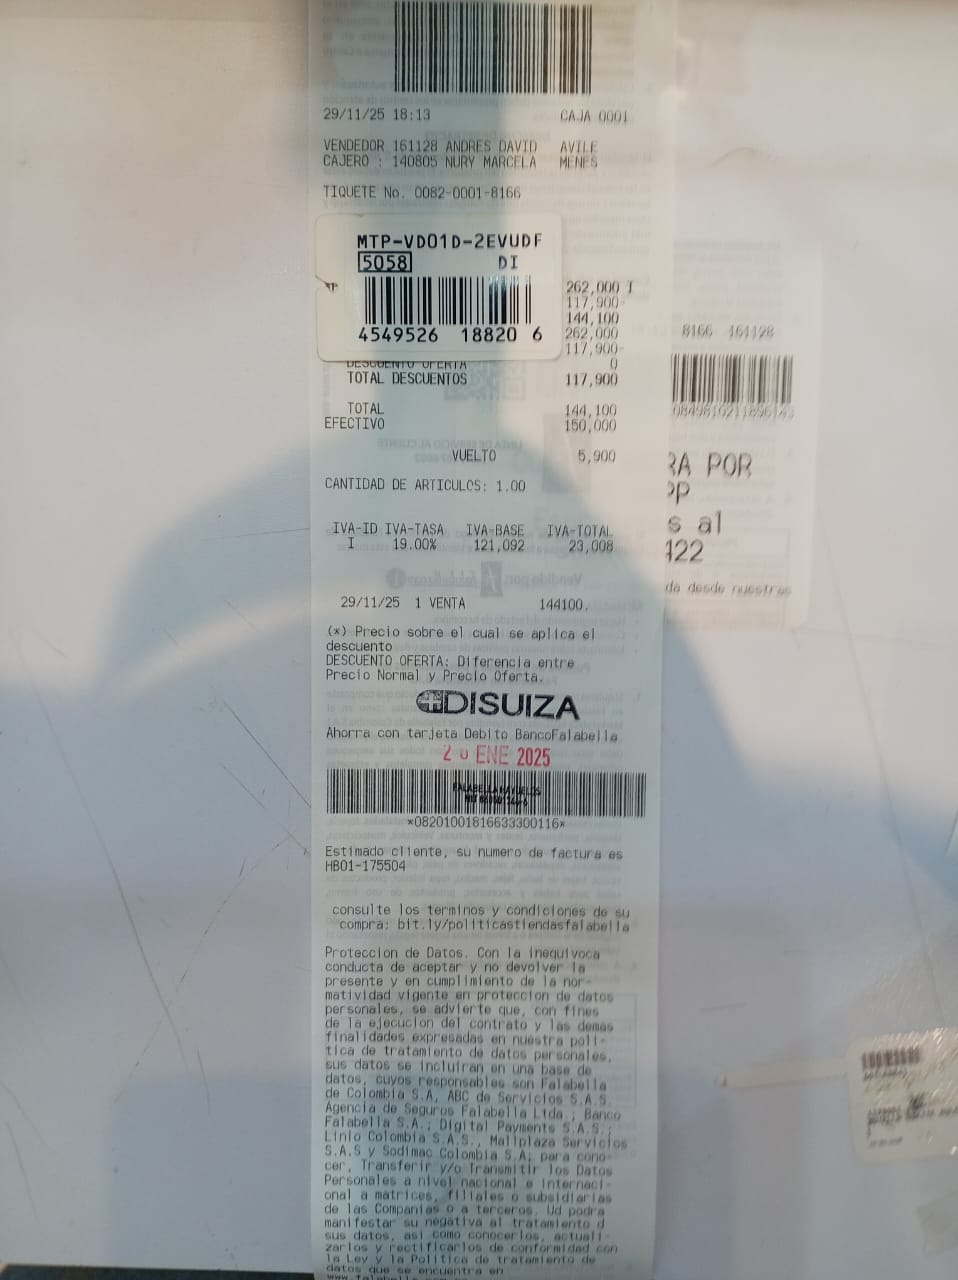 29/11/25 18:13 CAJA 0001
VENDEDOR 161128 ANDRES DAVID AVILE
CAJERO : 140805 NURY MARCELA MENES
TIQUETE No. 0082-0001-8166
MTP-VD01D-2EVUDF
5058 DI
4549526 18820 6
262,000 I
117,900-
144,100
262,000
117,900-
DESCUENTO OFERTA 0
TOTAL DESCUENTOS 117,900
TOTAL 144,100
EFECTIVO 150,000
VUELTO 5,900
CANTIDAD DE ARTICULOS: 1.00
IVA-ID IVA-TASA IVA-BASE IVA-TOTAL
I 19.00% 121,092 23,008
29/11/25 1 VENTA 144100.
(*) Precio sobre el cual se aplica el
descuento
DESCUENTO OFERTA: Diferencia entre
Precio Normal y Precio Oferta.
DISUIZA
Ahorra con tarjeta Debito BancoFalabella
ENE 2025
*08201001816633300116*
Estimado cliente, su numero de factura es
HB01-175504
consulte los terminos y condiciones de su
compra: bit.ly/politicastiendasfalabella
Proteccion de Datos. Con la inequivoca
conducta de aceptar y no devolver la
presente y en cumplimiento de la nor-
matividad vigente en proteccion de datos
personales, se advierte que, con fines
de la ejecucion del contrato y las demas
finalidades expresadas en nuestra poli-
tica de tratamiento de datos personales,
sus datos se incluiran en una base de
datos, cuyos responsables son Falabella
de Colombia S.A, ABC de Servicios S.A.S
Agencia de Seguros Falabella Ltda.; Banco
Falabella S.A.; Digital Payments S.A.S.;
Linio Colombia S.A.S., Mallplaza Servicios
S.A.S y Sodimac Colombia S.A; para cono-
cer, Transferir y/o Transmitir los Datos
Personales a nivel nacional e internaci-
onal a matrices, filiales o subsidiarias
de las Companias o a terceros. Ud podra
manifestar su negativa al tratamiento d
sus datos, asi como conocerlos, actuali-
zarlos y rectificarlos de conformidad con
la Ley y la Politica de tratamiento de
datos que se encuentra en
8166 161128
RA POR
s al
422
da desde nuestros